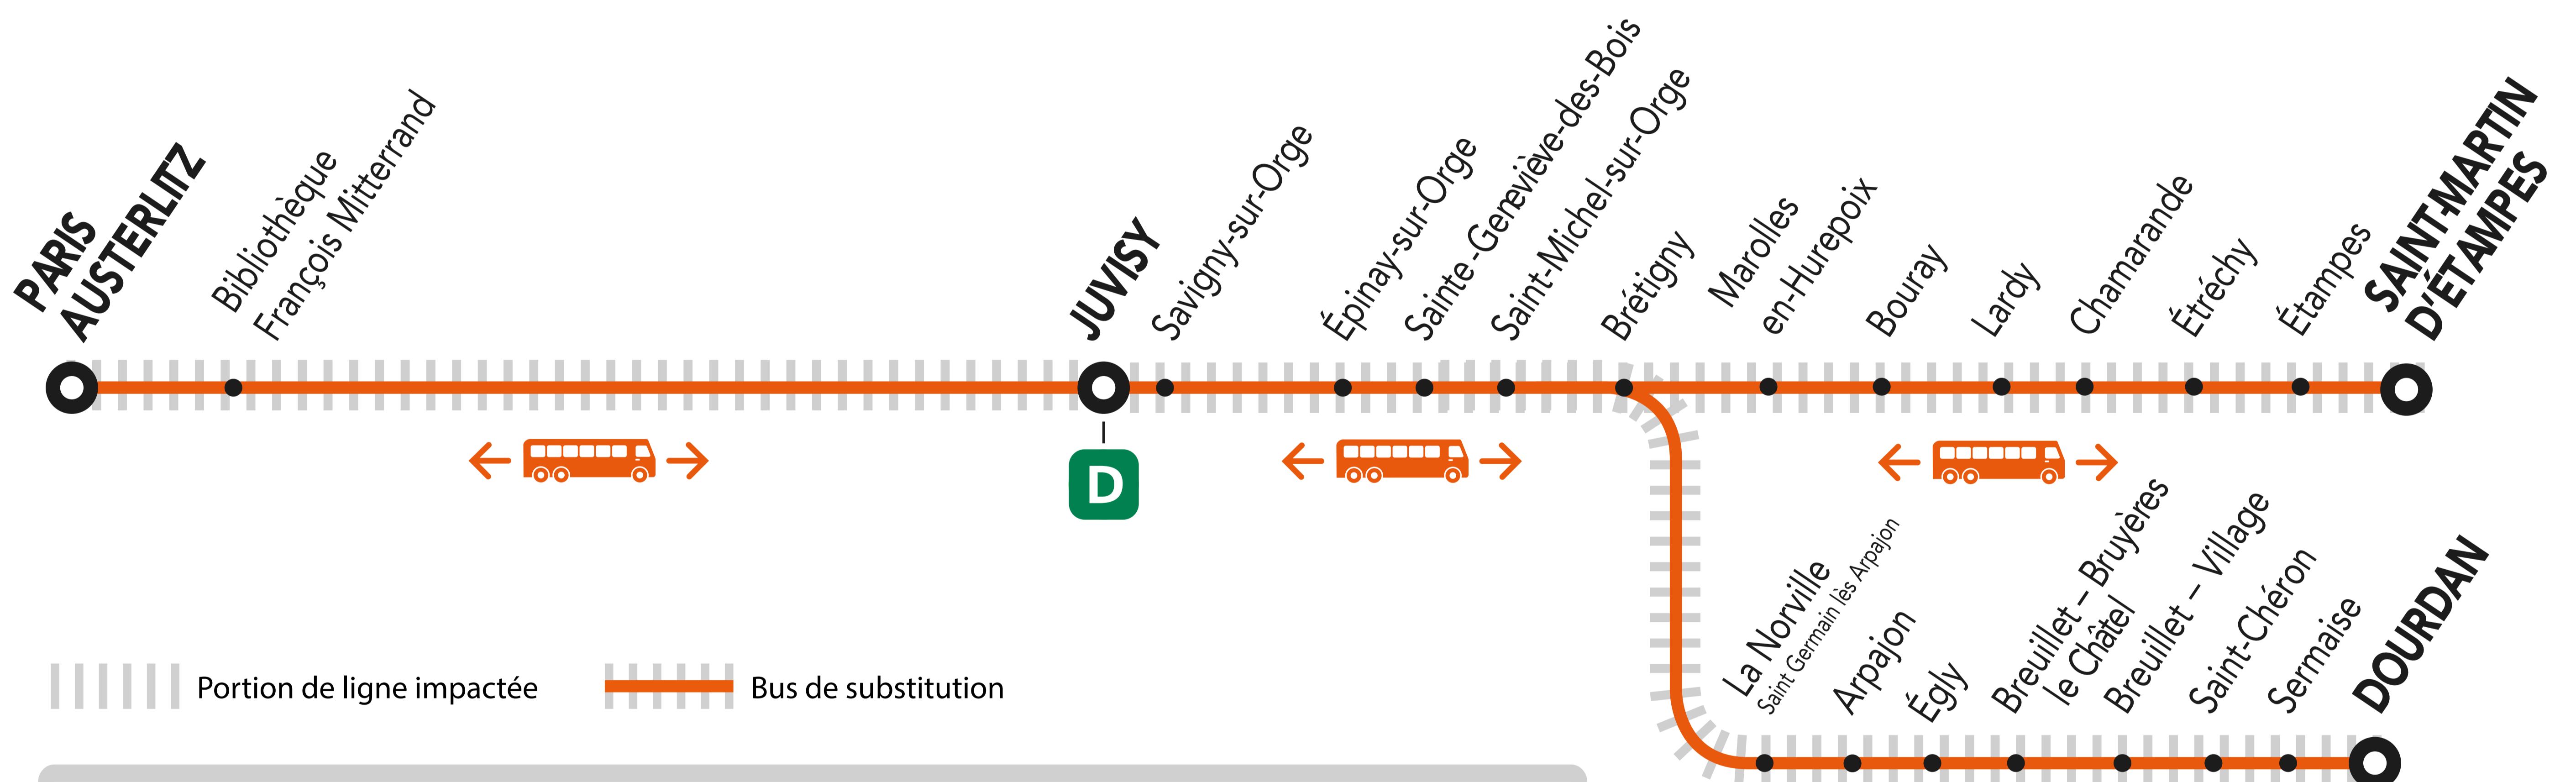 PARIS
AUSTERLITZ
Bibliothèque
François Mitterrand
JUVISY
Savigny-sur-Orge
Épinay-sur-Orge
Sainte-Geneviève-des-Bois
Saint-Michel-sur-Orge
Brétigny
Marolles
en-Hurepoix
Bouray
Lardy
Chamarande
Étréchy
Étampes
SAINT-MARTIN
D'ÉTAMPES
D
La Norville
Saint Germain lès Arpajon
Arpajon
Égly
Breuillet – Bruyères
le Châtel
Breuillet – Village
Saint-Chéron
Sermaise
DOURDAN
Portion de ligne impactée
Bus de substitution